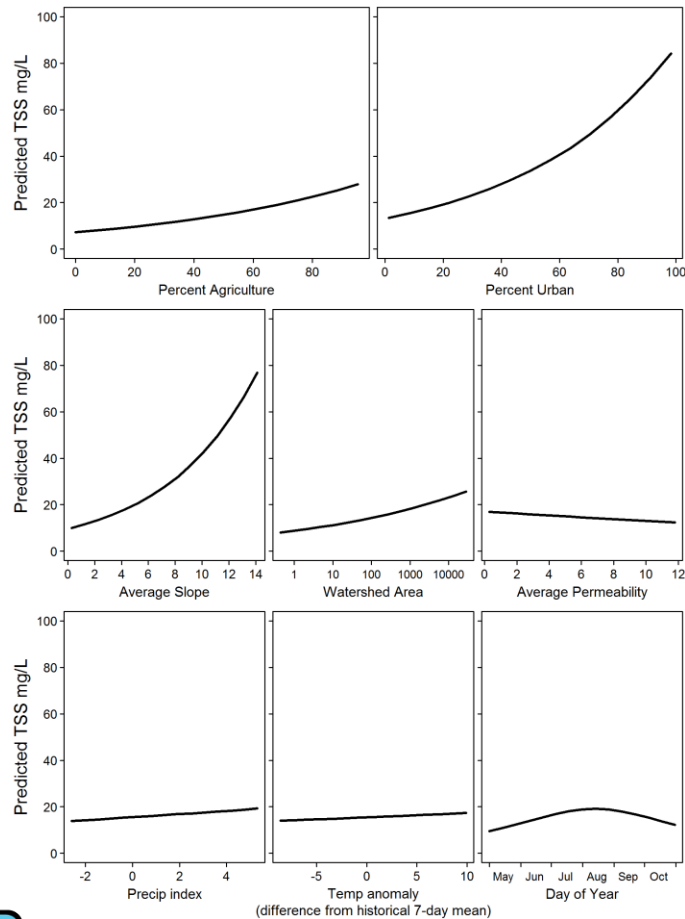 Predicted TSS mg/L
100
80
60
40
20
0
0 20 40 60 80
Percent Agriculture
0 20 40 60 80 100
Percent Urban
Predicted TSS mg/L
100
80
60
40
20
0
0 2 4 6 8 10 12 14
Average Slope
1 10 100 1000 10000
Watershed Area
0 2 4 6 8 10 12
Average Permeability
Predicted TSS mg/L
100
80
60
40
20
0
-2 0 2 4
Precip index
-5 0 5 10
Temp anomaly
(difference from historical 7-day mean)
May Jun Jul Aug Sep Oct
Day of Year